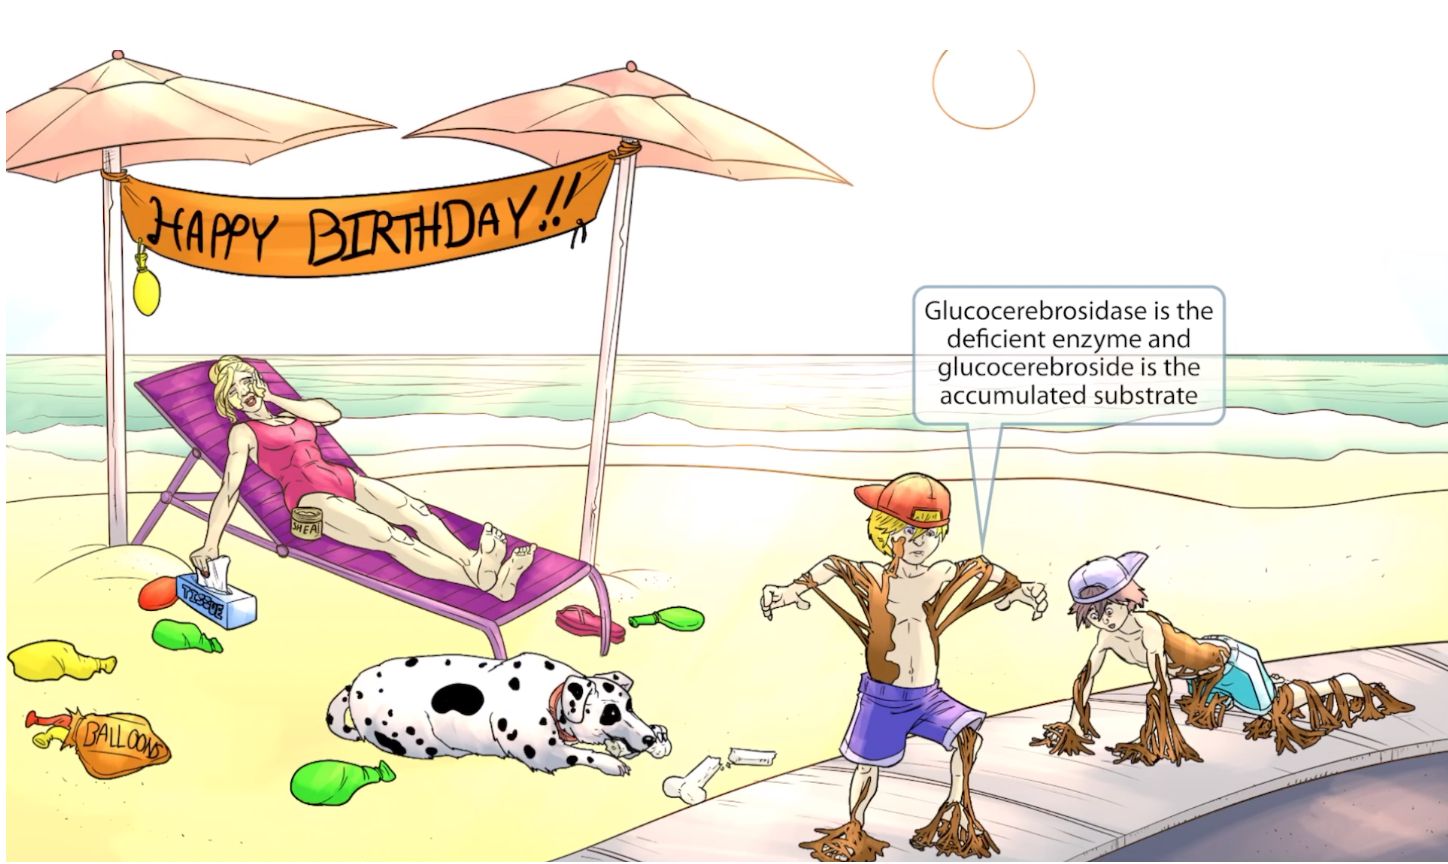 HAPPY BIRTHDAY!!
Glucocerebrosidase is the
deficient enzyme and
glucocerebroside is the
accumulated substrate
SHEA
TISSUE
BALLOONS